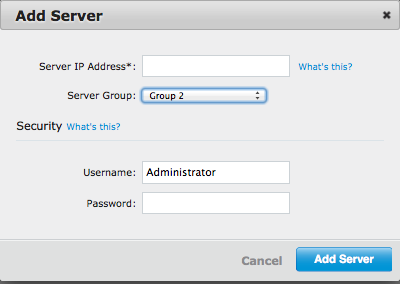 Add Server ✖
Server IP Address*: What's this?
Server Group: Group 2
Security What's this?
Username: Administrator
Password:
Cancel Add Server